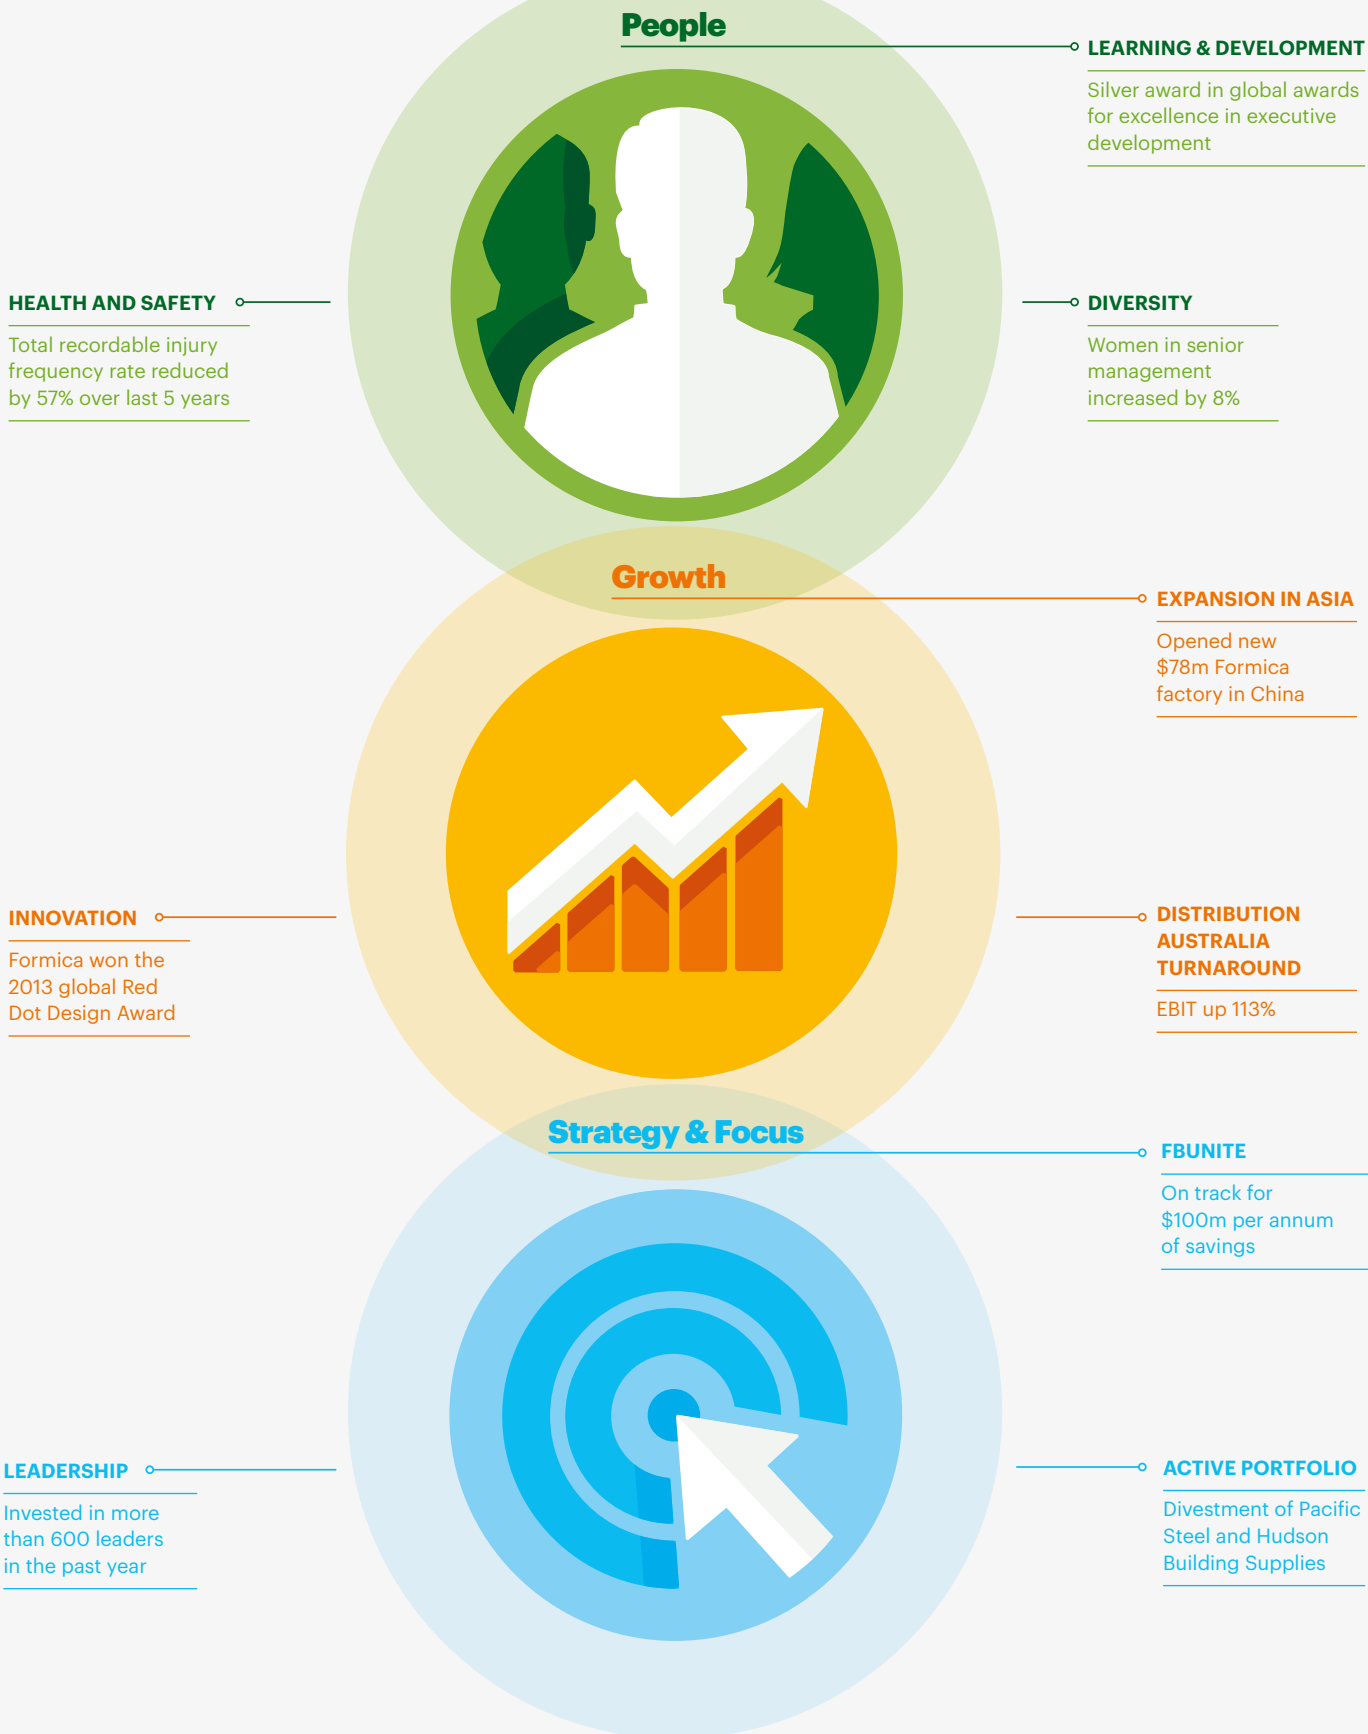 People
LEARNING & DEVELOPMENT
Silver award in global awards
for excellence in executive
development
HEALTH AND SAFETY
Total recordable injury
frequency rate reduced
by 57% over last 5 years
DIVERSITY
Women in senior
management
increased by 8%
Growth
EXPANSION IN ASIA
Opened new
$78m Formica
factory in China
INNOVATION
Formica won the
2013 global Red
Dot Design Award
DISTRIBUTION
AUSTRALIA
TURNAROUND
EBIT up 113%
Strategy & Focus
FBUNITE
On track for
$100m per annum
of savings
LEADERSHIP
Invested in more
than 600 leaders
in the past year
ACTIVE PORTFOLIO
Divestment of Pacific
Steel and Hudson
Building Supplies